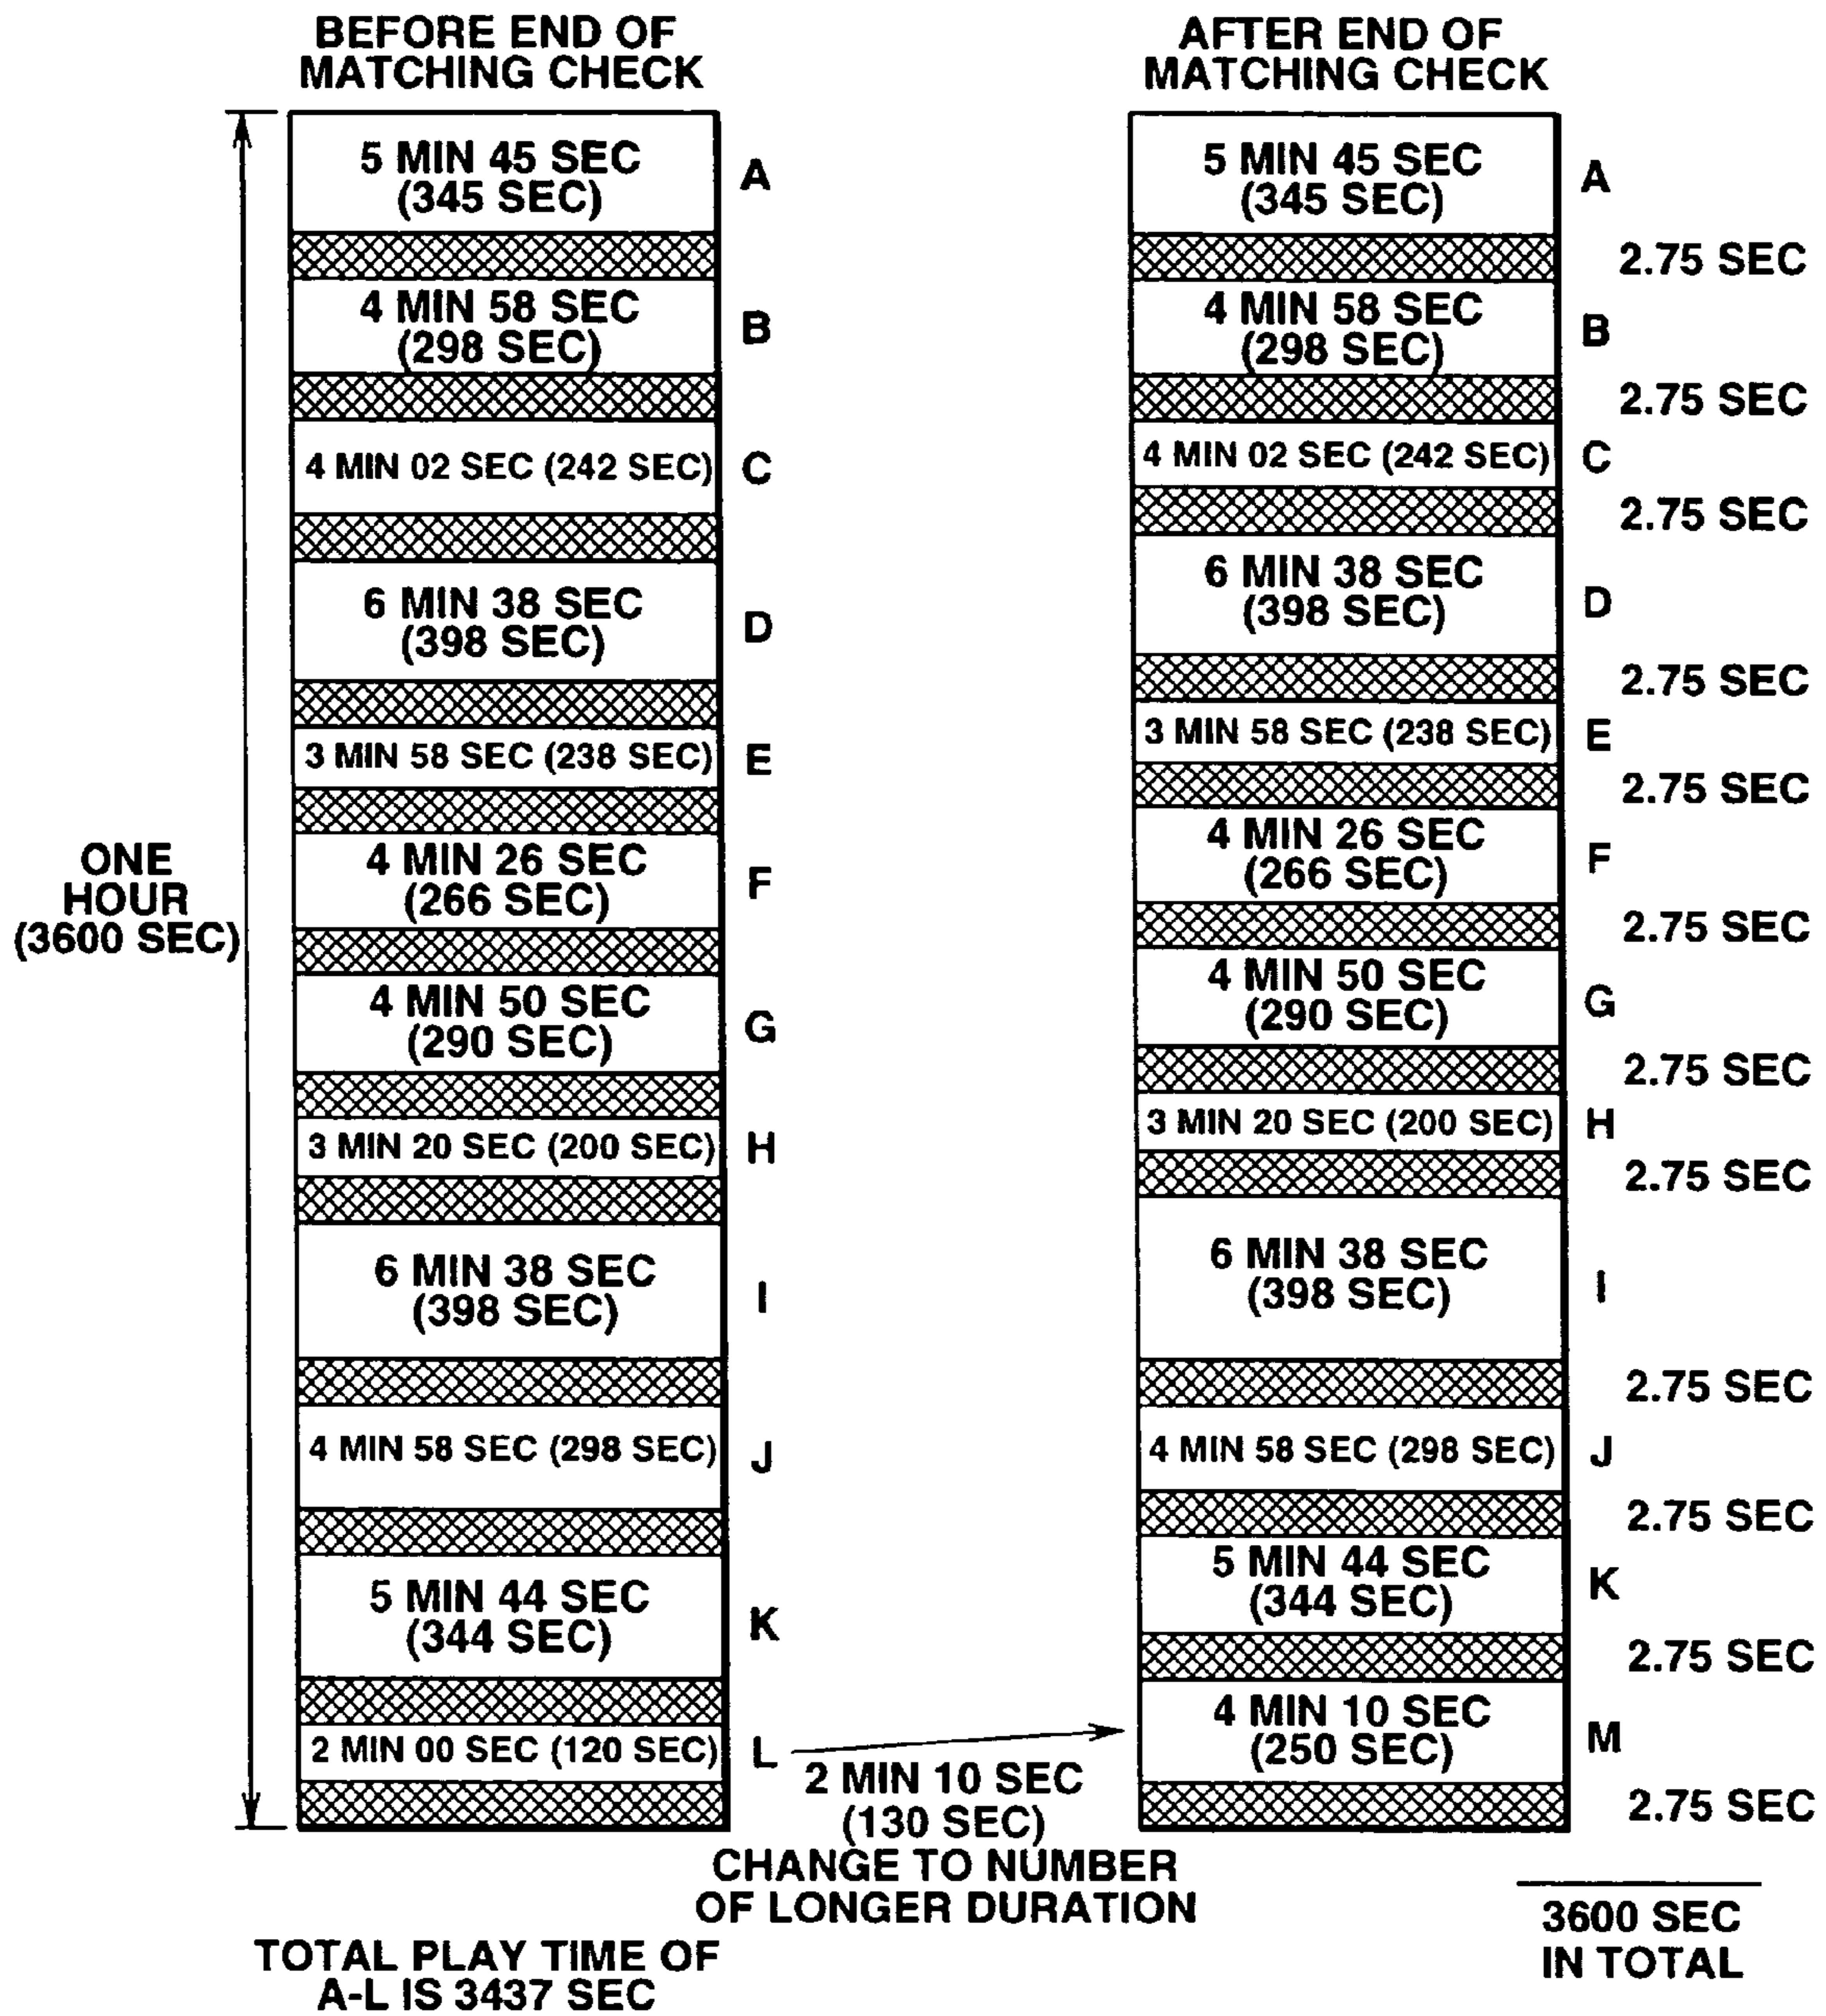 BEFORE END OF
MATCHING CHECK
5 MIN 45 SEC
(345 SEC)
A
4 MIN 58 SEC
(298 SEC)
B
4 MIN 02 SEC (242 SEC)
C
6 MIN 38 SEC
(398 SEC)
D
3 MIN 58 SEC (238 SEC)
E
4 MIN 26 SEC
(266 SEC)
F
4 MIN 50 SEC
(290 SEC)
G
3 MIN 20 SEC (200 SEC)
H
6 MIN 38 SEC
(398 SEC)
I
4 MIN 58 SEC (298 SEC)
J
5 MIN 44 SEC
(344 SEC)
K
2 MIN 00 SEC (120 SEC)
L
ONE
HOUR
(3600 SEC)
TOTAL PLAY TIME OF
A-L IS 3437 SEC
2 MIN 10 SEC
(130 SEC)
CHANGE TO NUMBER
OF LONGER DURATION
AFTER END OF
MATCHING CHECK
5 MIN 45 SEC
(345 SEC)
A
2.75 SEC
4 MIN 58 SEC
(298 SEC)
B
2.75 SEC
4 MIN 02 SEC (242 SEC)
C
2.75 SEC
6 MIN 38 SEC
(398 SEC)
D
2.75 SEC
3 MIN 58 SEC (238 SEC)
E
2.75 SEC
4 MIN 26 SEC
(266 SEC)
F
2.75 SEC
4 MIN 50 SEC
(290 SEC)
G
2.75 SEC
3 MIN 20 SEC (200 SEC)
H
2.75 SEC
6 MIN 38 SEC
(398 SEC)
I
2.75 SEC
4 MIN 58 SEC (298 SEC)
J
2.75 SEC
5 MIN 44 SEC
(344 SEC)
K
2.75 SEC
4 MIN 10 SEC
(250 SEC)
M
2.75 SEC
3600 SEC
IN TOTAL